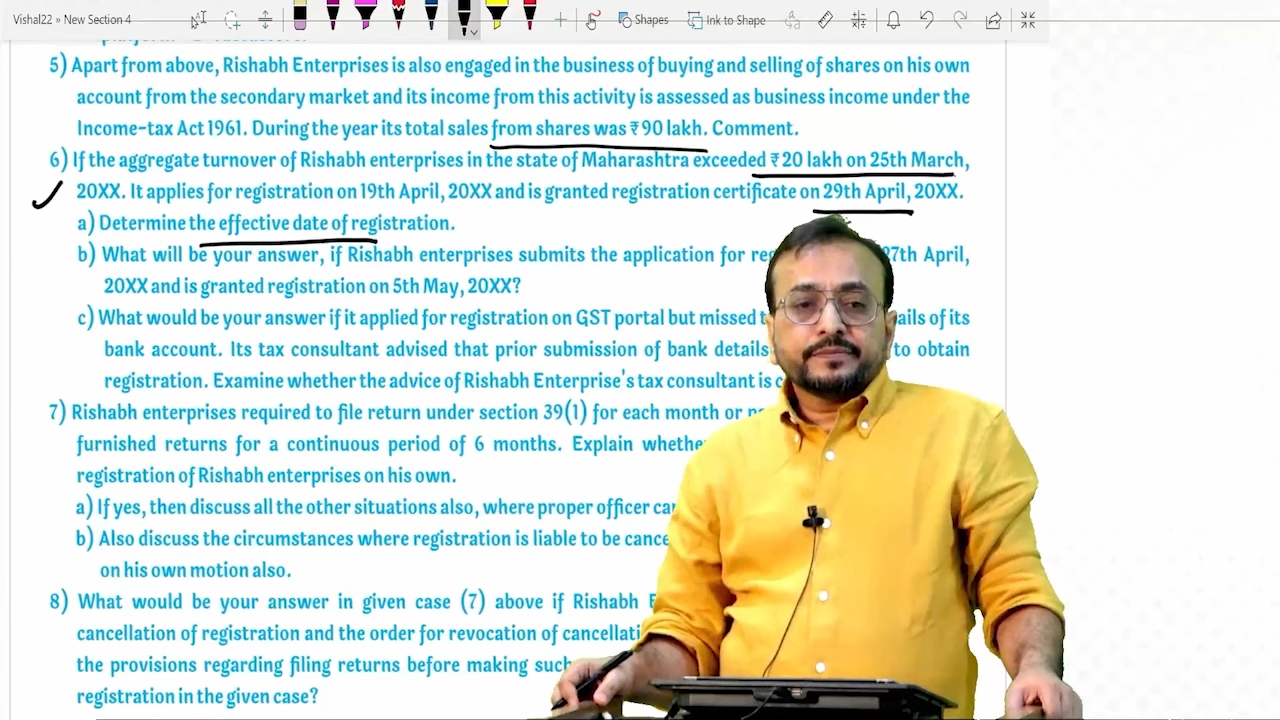 Vishal22 » New Section 4
Shapes
Ink to Shape
5) Apart from above, Rishabh Enterprises is also engaged in the business of buying and selling of shares on his own
account from the secondary market and its income from this activity is assessed as business income under the
Income-tax Act 1961. During the year its total sales from shares was ₹90 lakh. Comment.
6) If the aggregate turnover of Rishabh enterprises in the state of Maharashtra exceeded ₹20 lakh on 25th March,
20XX. It applies for registration on 19th April, 20XX and is granted registration certificate on 29th April, 20XX.
a) Determine the effective date of registration.
b) What will be your answer, if Rishabh enterprises submits the application for 7th April,
20XX and is granted registration on 5th May, 20XX?
c) What would be your answer if it applied for registration on GST portal but missed of its
bank account. Its tax consultant advised that prior submission of bank details to obtain
registration. Examine whether the advice of Rishabh Enterprise's tax consultant is
7) Rishabh enterprises required to file return under section 39(1) for each month or
furnished returns for a continuous period of 6 months. Explain
registration of Rishabh enterprises on his own.
a) If yes, then discuss all the other situations also, where proper officer
b) Also discuss the circumstances where registration is liable to be
on his own motion also.
8) What would be your answer in given case (7) above if Rishabh
cancellation of registration and the order for revocation of
the provisions regarding filing returns before making such
registration in the given case?